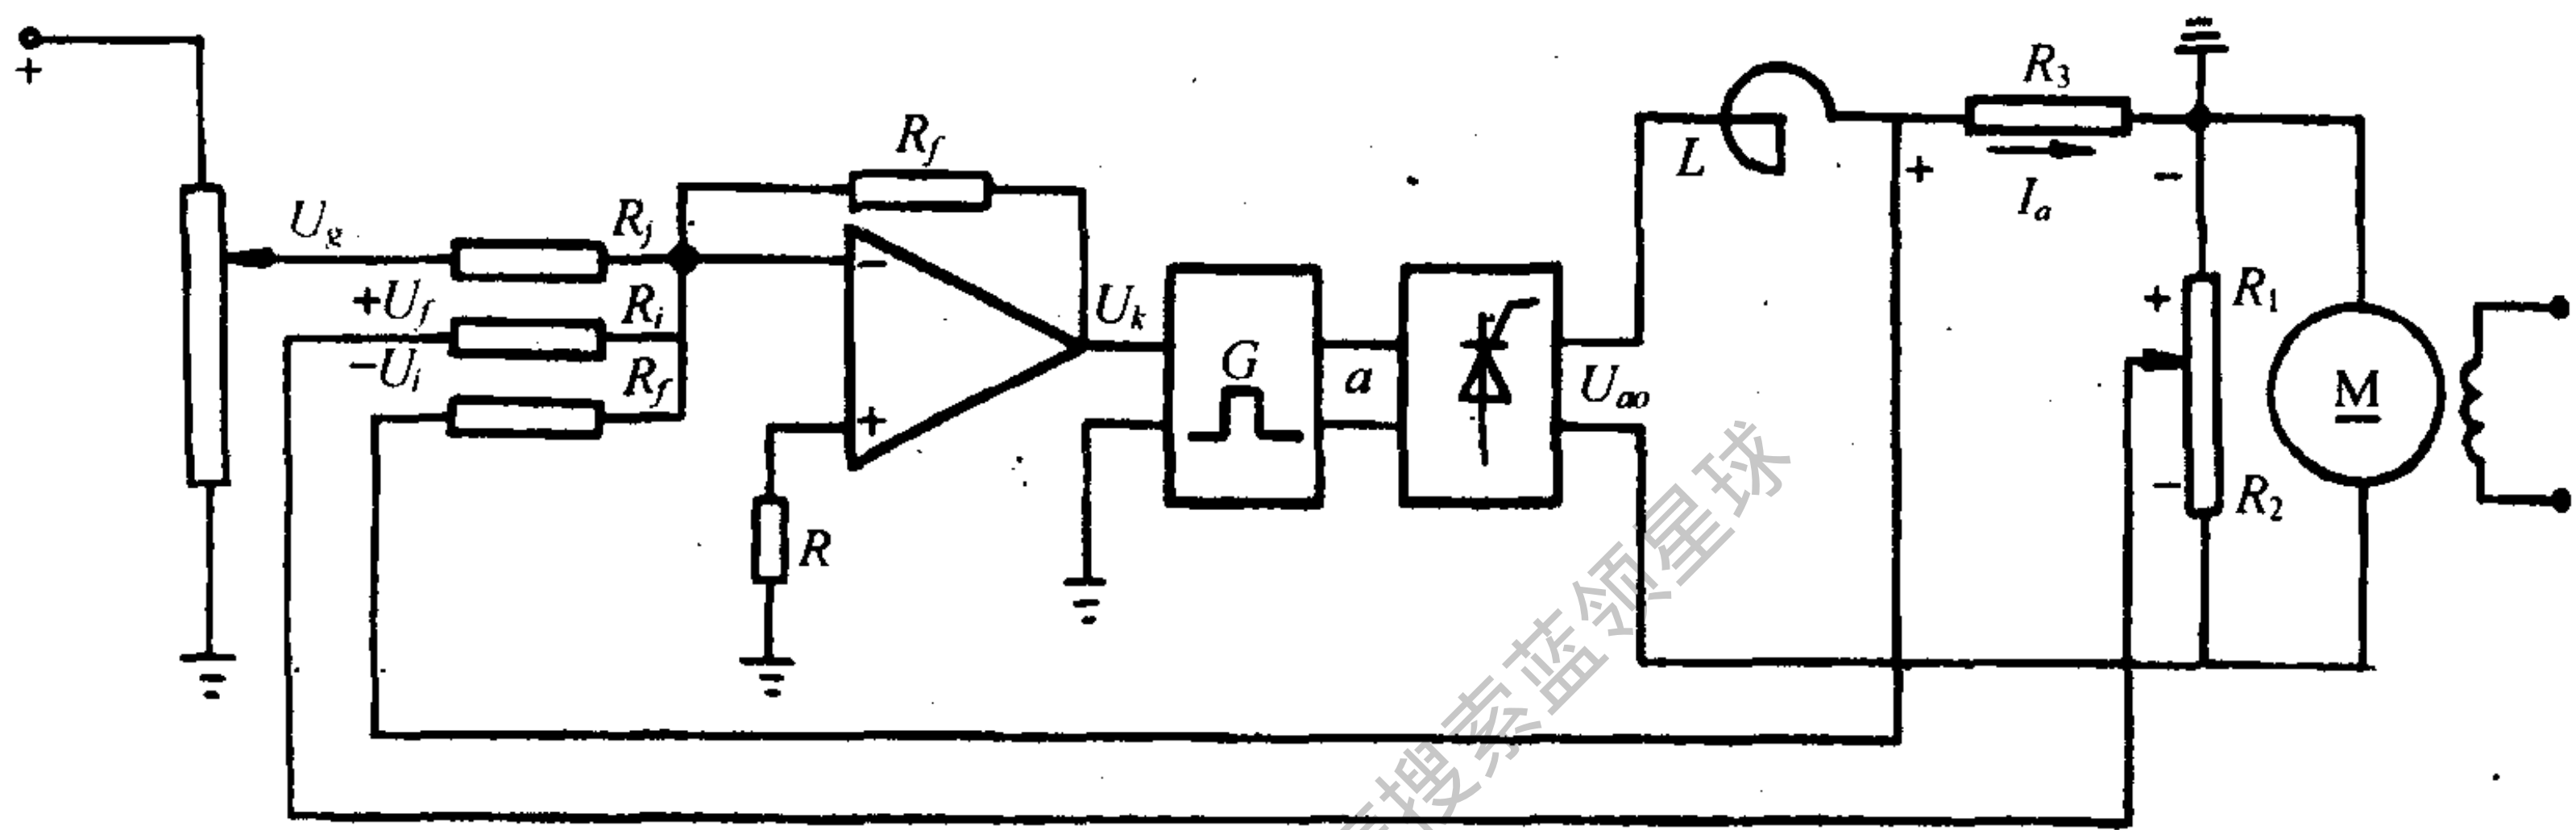 +
U_g
R_j
+U_f
R_i
-U_i
R_f
R_f
-
+
R
U_k
G
a
U_ao
L
+
R_3
I_a
-
+
R_1
-
R_2
M
搜索蓝领星球